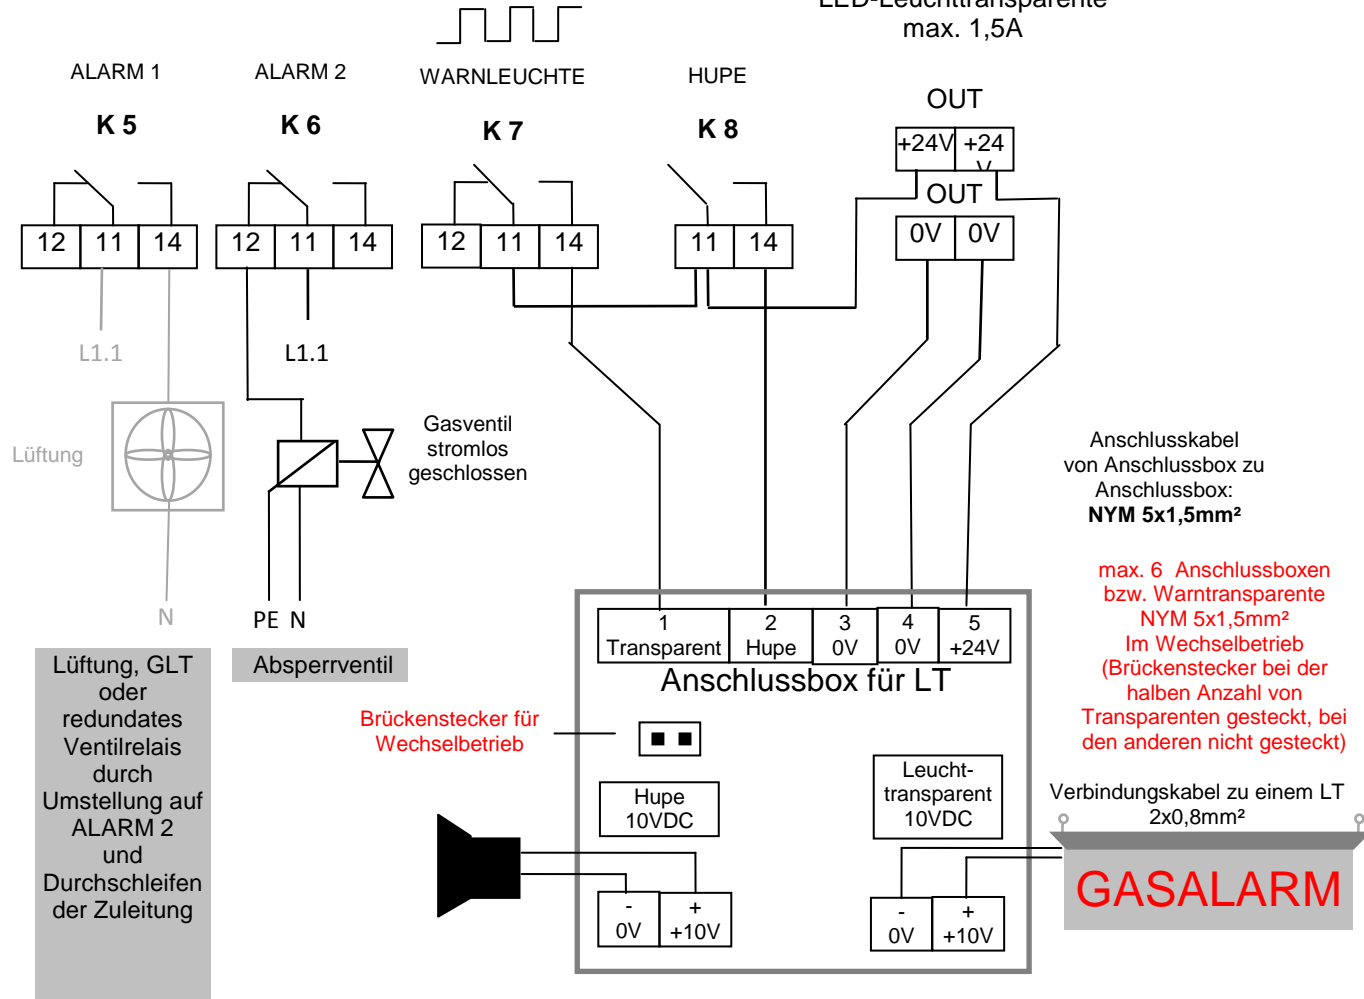 LED-Leuchttransparente
max. 1,5A
ALARM 1
ALARM 2
WARNLEUCHTE
HUPE
K 5
K 6
K 7
K 8
OUT
+24V
+24
V
OUT
0V
0V
12
11
14
12
11
14
12
11
14
11
14
L1.1
L1.1
Lüftung
Gasventil
stromlos
geschlossen
N
PE N
Lüftung, GLT
oder
redundates
Ventilrelais
durch
Umstellung auf
ALARM 2
und
Durchschleifen
der Zuleitung
Absperrventil
Anschlusskabel
von Anschlussbox zu
Anschlussbox:
NYM 5x1,5mm²
max. 6 Anschlussboxen
bzw. Warntransparente
NYM 5x1,5mm²
Im Wechselbetrieb
(Brückenstecker bei der
halben Anzahl von
Transparenten gesteckt, bei
den anderen nicht gesteckt)
1
Transparent
2
Hupe
3
0V
4
0V
5
+24V
Anschlussbox für LT
Brückenstecker für
Wechselbetrieb
Hupe
10VDC
Leucht-
transparent
10VDC
-
0V
+
+10V
-
0V
+
+10V
Verbindungskabel zu einem LT
2x0,8mm²
GASALARM